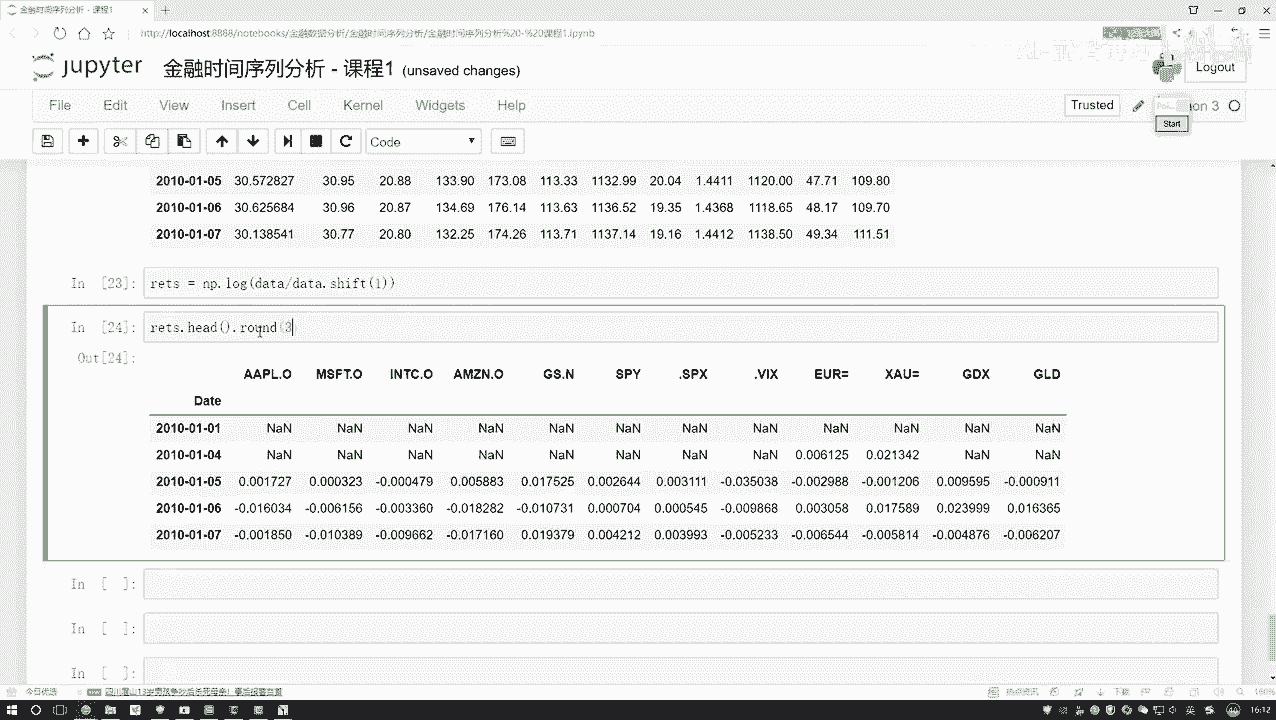 金融时间序列分析 - 课程1
http://localhost:8888/notebooks/金融数据分析/金融时间序列分析/金融时间序列分析%20-%20课程1.ipynb
jupyter 金融时间序列分析 - 课程1 (unsaved changes)
Logout
File Edit View Insert Cell Kernel Widgets Help
Trusted on 3
Start
Code
2010-01-05 30.572827 30.95 20.88 133.90 173.08 113.33 1132.99 20.04 1.4411 1120.00 47.71 109.80
2010-01-06 30.625684 30.96 20.87 134.69 176.14 113.63 1136.52 19.35 1.4368 1118.65 48.17 109.70
2010-01-07 30.138541 30.77 20.80 132.25 174.26 113.71 1137.14 19.16 1.4412 1138.50 49.34 111.51
In [23]: rets = np.log(data/data.shift(1))
In [24]: rets.head().round(3
Out[24]:
AAPL.O MSFT.O INTC.O AMZN.O GS.N SPY .SPX .VIX EUR= XAU= GDX GLD
Date
2010-01-01 NaN NaN NaN NaN NaN NaN NaN NaN NaN NaN NaN NaN
2010-01-04 NaN NaN NaN NaN NaN NaN NaN NaN 0.006125 0.021342 NaN NaN
2010-01-05 0.001727 0.000323 -0.000479 0.005883 0.017525 0.002644 0.003111 -0.035038 -0.002988 -0.001206 0.009595 -0.000911
2010-01-06 -0.016034 -0.006156 -0.003360 -0.018282 -0.010731 0.000704 0.000545 -0.009868 0.003058 0.017589 0.023999 0.016365
2010-01-07 -0.001850 -0.010389 -0.009662 -0.017160 0.019379 0.004212 0.003993 -0.005233 -0.006544 -0.005814 -0.004876 -0.006207
In [ ]:
In [ ]:
In [ ]:
今日优选
16:12